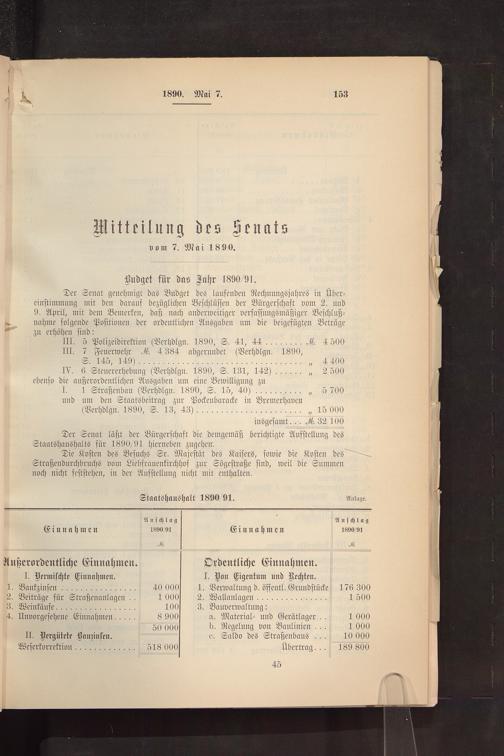 1890. Mai 7. 153
Mitteilung des Senats
vom 7. Mai 1890.
Budget für das Jahr 1890/91.
Der Senat genehmigt das Budget des laufenden Rechnungsjahres in Über-
einstimmung mit den darauf bezüglichen Beschlüssen der Bürgerschaft vom 2. und
9. April, mit dem Bemerken, daß nach anderweitiger verfassungsmäßiger Beschluß-
nahme folgende Positionen der ordentlichen Ausgaben um die beigefügten Beträge
zu erhöhen sind:
III. 5 Polizeidirektion (Verhdlgn. 1890, S. 41, 44 ......... ℳ 4 500
III. 7 Feuerwehr ℳ 4 384 abgerundet (Verhdlgn. 1890,
S. 145, 149) ......................... „ 4 400
IV. 6 Steuererhebung (Verhdlgn. 1890, S. 131, 142) ...... „ 2 500
ebenso die außerordentlichen Ausgaben um eine Bewilligung zu
I. 1 Straßenbau (Verhdlgn. 1890, S. 15, 40) .......... „ 5 700
und um den Staatsbeitrag zur Pockenbaracke in Bremerhaven
(Verhdlgn. 1890, S. 13, 43) ..................... „ 15 000
insgesamt ... ℳ 32 100
Der Senat läßt der Bürgerschaft die demgemäß berichtigte Aufstellung des
Staatshaushalts für 1890/91 hierneben zugehen.
Die Kosten des Besuchs Sr. Majestät des Kaisers, sowie die Kosten des
Straßendurchbruchs vom Liebfrauenkirchhof zur Sögestraße sind, weil die Summen
noch nicht feststehen, in der Aufstellung nicht mit enthalten.
Staatshaushalt 1890/91. Anlage.
Einnahmen
Anschlag
1890/91
ℳ
Außerordentliche Einnahmen.
I. Vermischte Einnahmen.
1. Bankzinsen ................ 40 000
2. Beiträge für Straßenanlagen .. 1 000
3. Weinkäufe ................ 100
4. Unvorgesehene Einnahmen ..... 8 900
50 000
II. Vergütete Bauzinsen.
Weserkorrektion ............. 518 000
Einnahmen
Anschlag
1890/91
ℳ
Ordentliche Einnahmen.
I. Von Eigentum und Rechten.
1. Verwaltung d. öffentl. Grundstücke 176 300
2. Wallanlagen ............... 1 500
3. Bauverwaltung:
a. Material- und Gerätlager .. 1 000
b. Regelung von Baulinien .. 1 000
c. Saldo des Straßenbaus ... 10 000
Übertrag ... 189 800
45